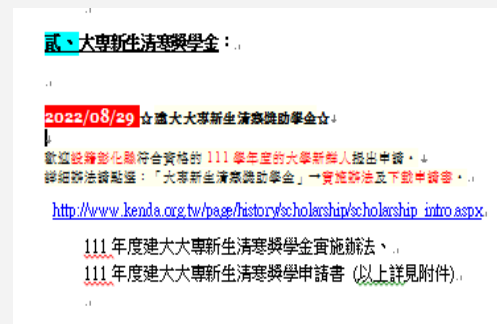 貳、大專新生清寒獎學金：
2022/08/29 ☆建大大專新生清寒獎助學金☆
歡迎設籍彰化縣符合資格的 111 學年度的大學新鮮人提出申請。
詳細辦法請點選：「大專新生清寒獎助學金」→實施辦法及下載申請書。
http://www.kenda.org.tw/page/history/scholarship/scholarship_intro.aspx
111 年度建大大專新生清寒獎學金實施辦法、
111 年度建大大專新生清寒獎學申請書 (以上詳見附件)